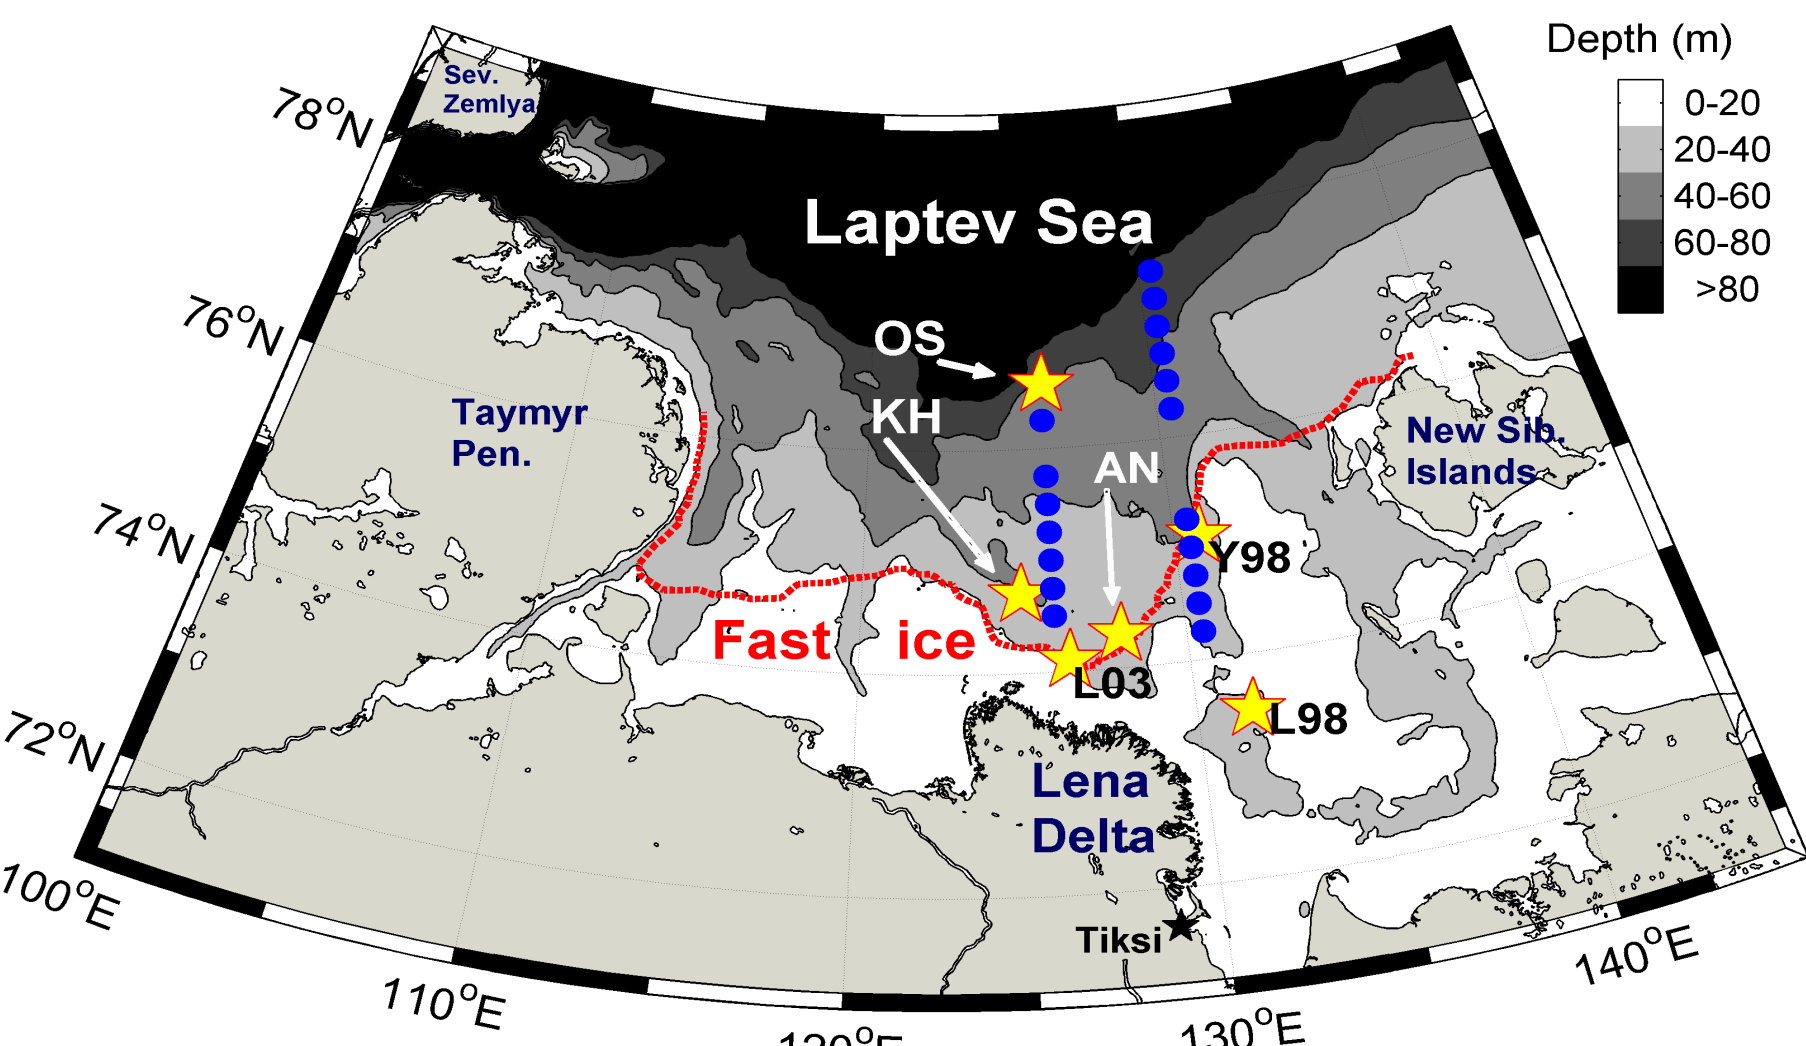 Depth (m)
0-20
20-40
40-60
60-80
>80
78°N
76°N
74°N
72°N
100°E
110°E
120°E
130°E
140°E
Sev.
Zemlya
Laptev Sea
OS
KH
AN
Taymyr
Pen.
New Sib.
Islands
Y98
Fast ice
L03
L98
Lena
Delta
Tiksi